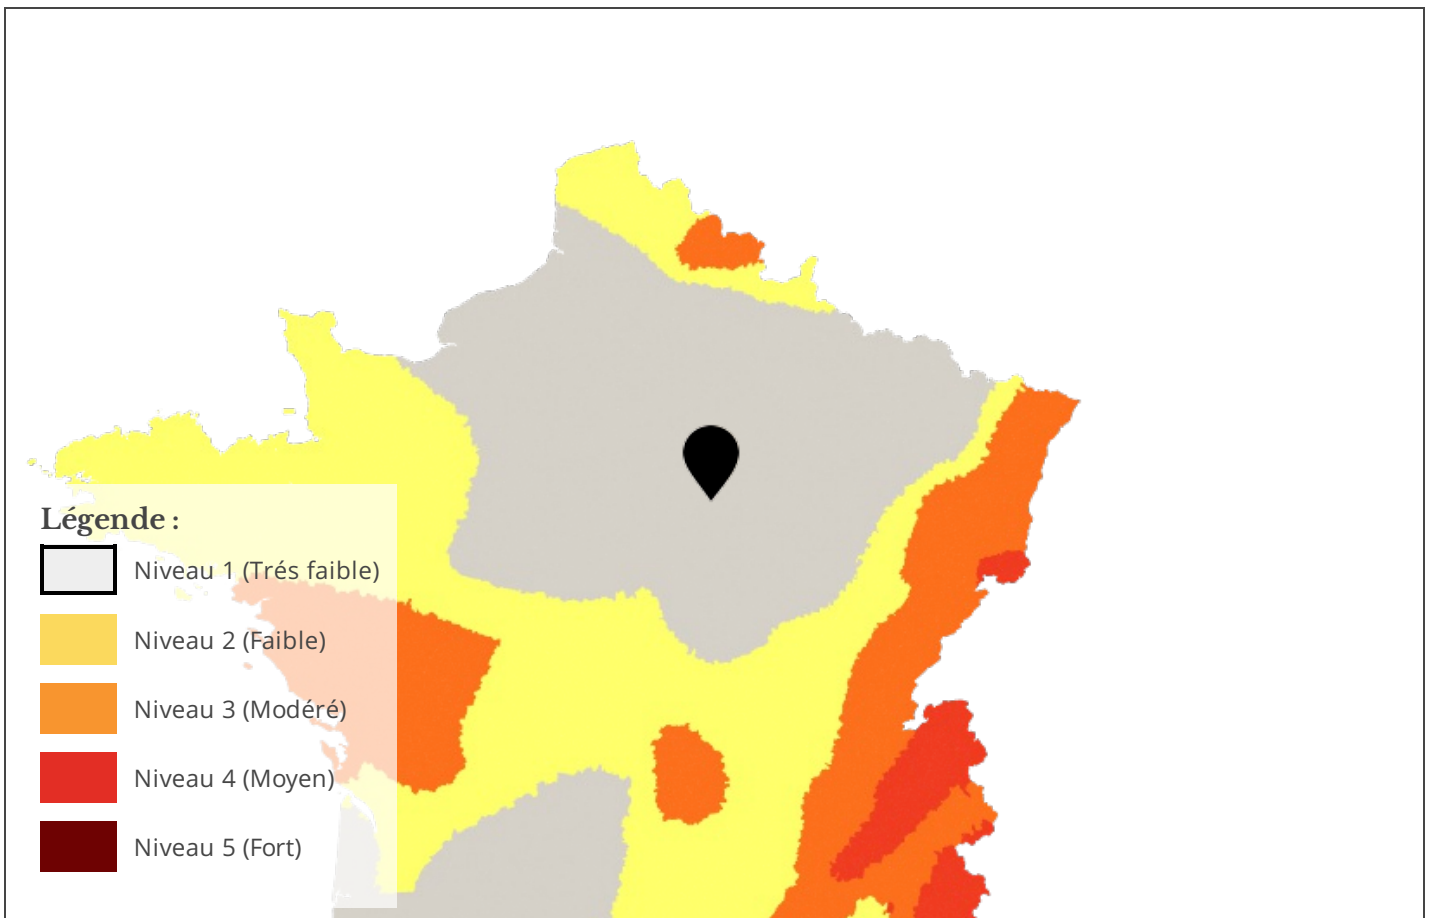 Légende :
Niveau 1 (Trés faible)
Niveau 2 (Faible)
Niveau 3 (Modéré)
Niveau 4 (Moyen)
Niveau 5 (Fort)